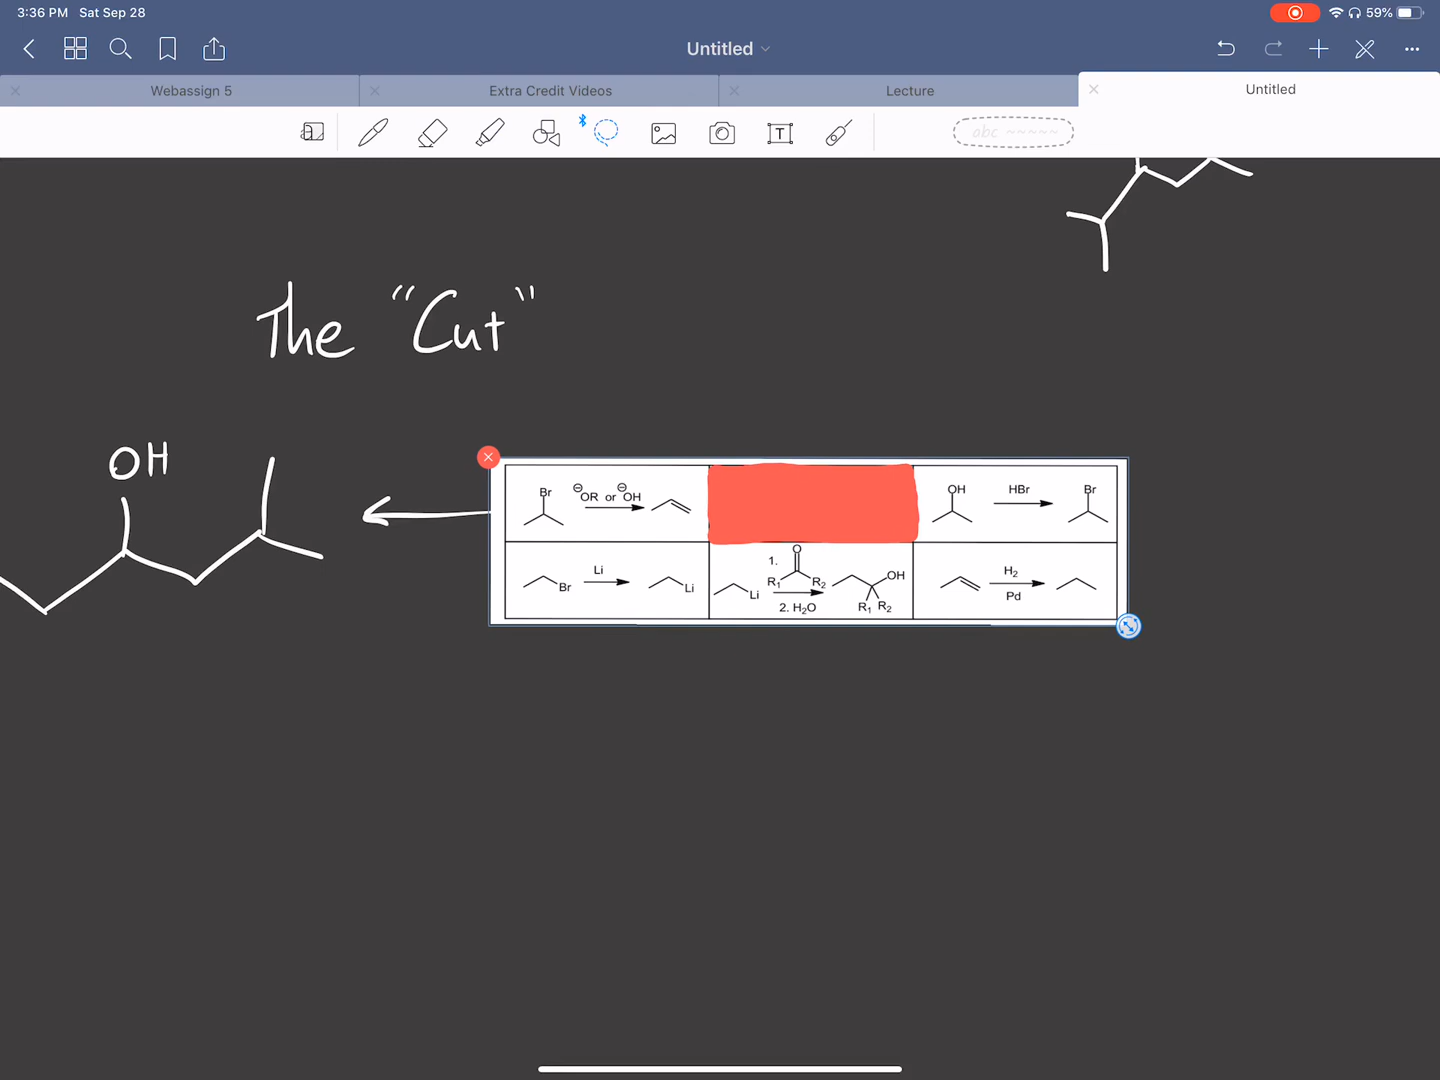 3:36 PM Sat Sep 28 59%
Untitled
Webassign 5 Extra Credit Videos Lecture Untitled
a T abc ~~~~~
The "Cut"
OH
Br ⊖OR or ⊖OH OH HBr Br
Br Li Li
1. O R1 R2 Li 2. H2O OH R1 R2
H2 Pd